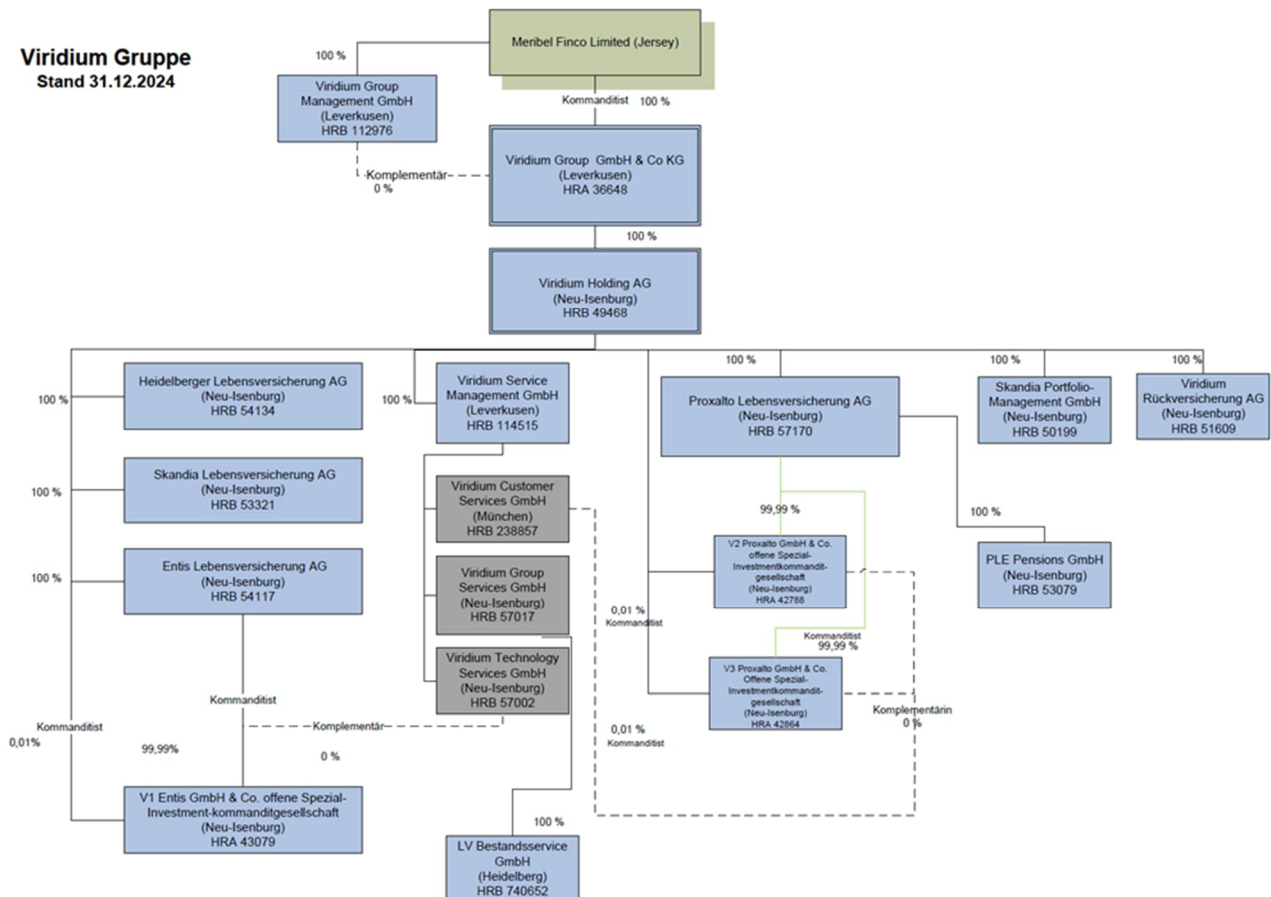 Viridium Gruppe
Stand 31.12.2024
Meribel Finco Limited (Jersey)
100 %
Viridium Group
Management GmbH
(Leverkusen)
HRB 112976
Kommanditist 100 %
Komplementär
0 %
Viridium Group GmbH & Co KG
(Leverkusen)
HRA 36648
100 %
Viridium Holding AG
(Neu-Isenburg)
HRB 49468
100 %
Heidelberger Lebensversicherung AG
(Neu-Isenburg)
HRB 54134
100 %
Skandia Lebensversicherung AG
(Neu-Isenburg)
HRB 53321
100 %
Entis Lebensversicherung AG
(Neu-Isenburg)
HRB 54117
Kommanditist
Kommanditist
0,01%
99,99%
Komplementär
0 %
V1 Entis GmbH & Co. offene Spezial-
Investment-kommanditgesellschaft
(Neu-Isenburg)
HRA 43079
100 %
Viridium Service
Management GmbH
(Leverkusen)
HRB 114515
Viridium Customer
Services GmbH
(München)
HRB 238857
Viridium Group
Services GmbH
(Neu-Isenburg)
HRB 57017
Viridium Technology
Services GmbH
(Neu-Isenburg)
HRB 57002
100 %
LV Bestandsservice
GmbH
(Heidelberg)
HRB 740652
100 %
Proxalto Lebensversicherung AG
(Neu-Isenburg)
HRB 57170
99,99 %
V2 Proxalto GmbH & Co.
offene Spezial-
Investmentkommandit-
gesellschaft
(Neu-Isenburg)
HRA 42788
0,01 %
Kommanditist
Kommanditist
99,99 %
V3 Proxalto GmbH & Co.
Offene Spezial-
Investmentkommandit-
gesellschaft
(Neu-Isenburg)
HRA 42864
0,01 %
Kommanditist
Komplementärin
0 %
100 %
PLE Pensions GmbH
(Neu-Isenburg)
HRB 53079
100 %
Skandia Portfolio-
Management GmbH
(Neu-Isenburg)
HRB 50199
100 %
Viridium
Rückversicherung AG
(Neu-Isenburg)
HRB 51609